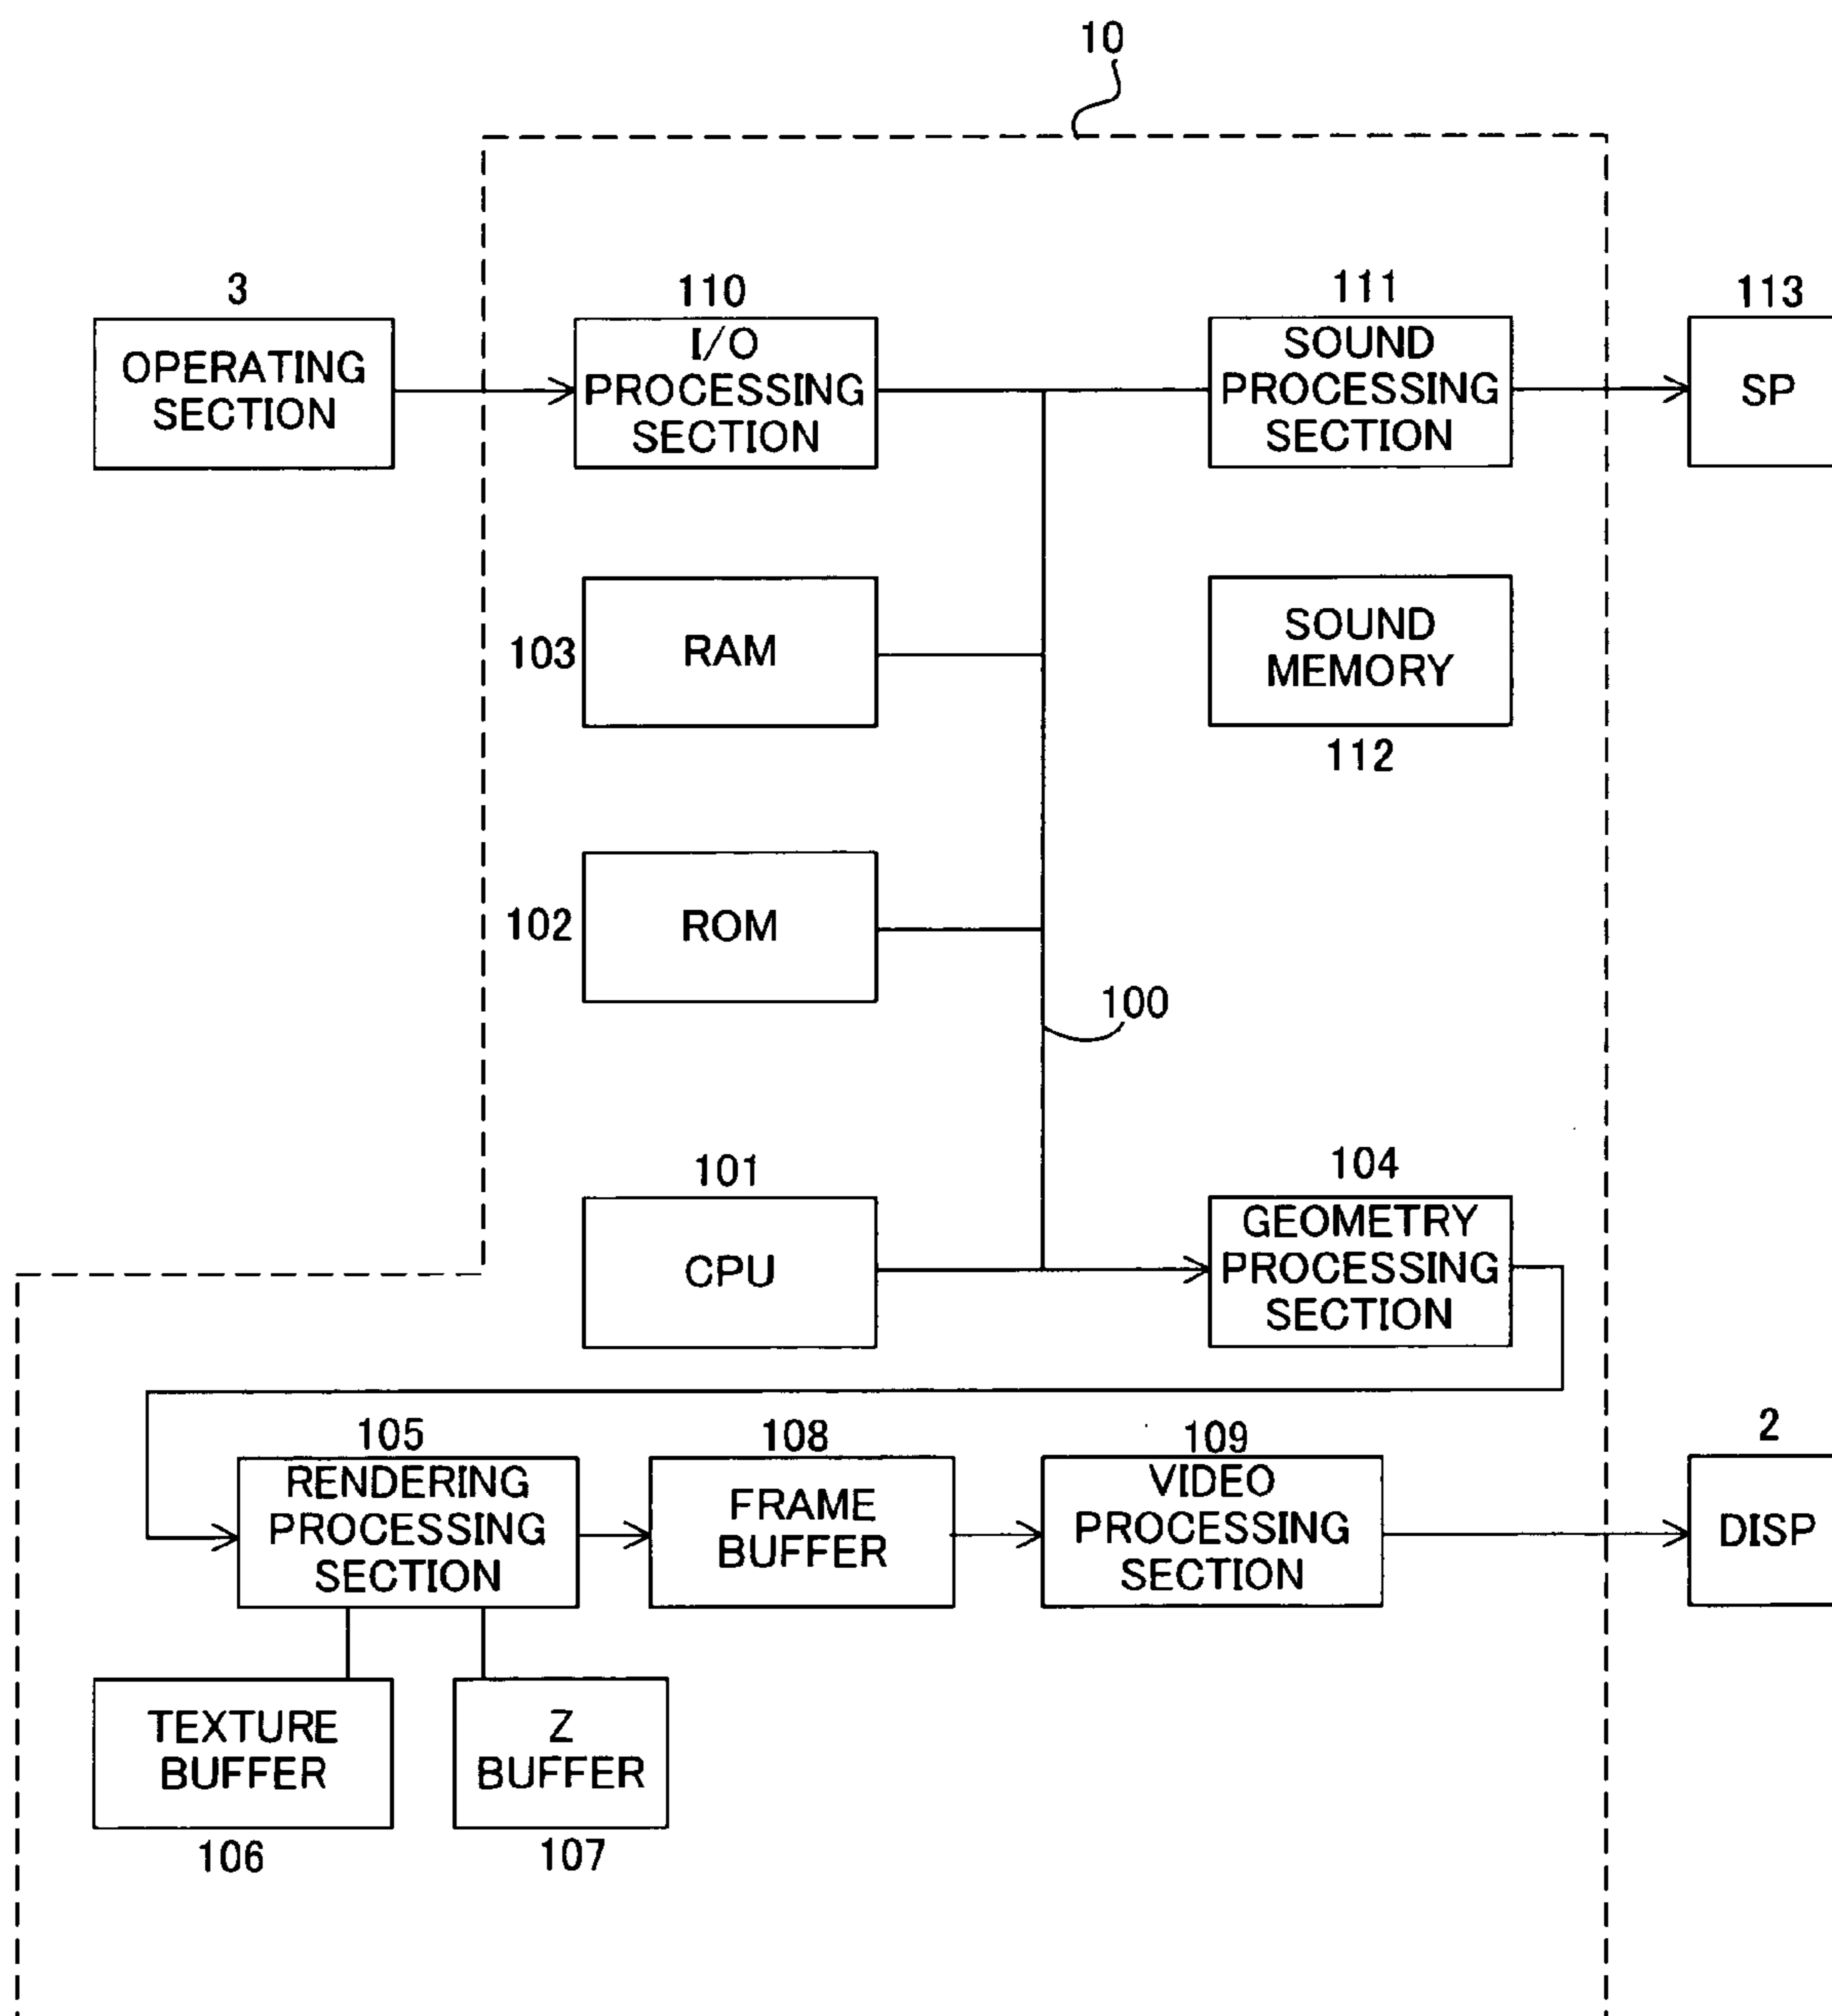 10
3
OPERATING
SECTION
110
I/O
PROCESSING
SECTION
111
SOUND
PROCESSING
SECTION
113
SP
103
RAM
SOUND
MEMORY
112
102
ROM
100
101
CPU
104
GEOMETRY
PROCESSING
SECTION
105
RENDERING
PROCESSING
SECTION
108
FRAME
BUFFER
109
VIDEO
PROCESSING
SECTION
2
DISP
TEXTURE
BUFFER
106
Z
BUFFER
107